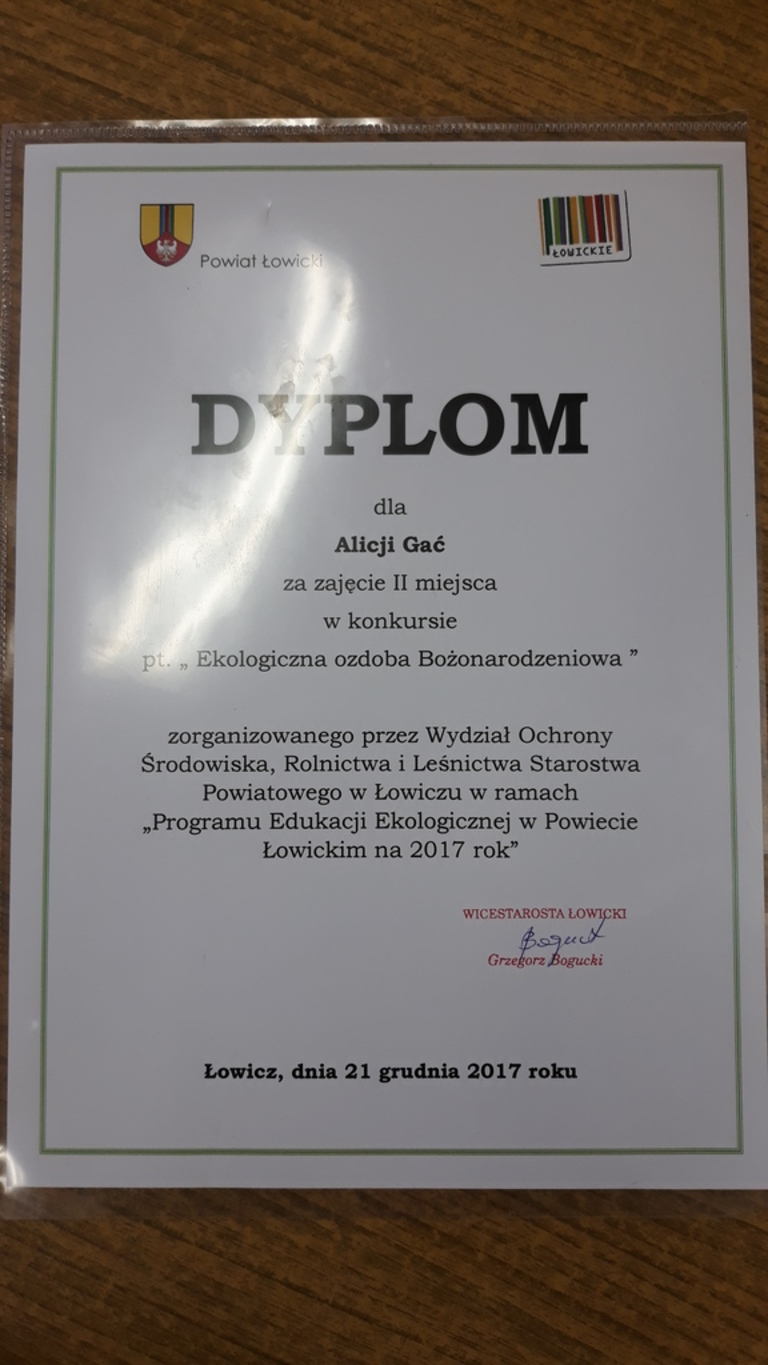 Powiat Łowicki
ŁOWICKIE
DYPLOM
dla
Alicji Gać
za zajęcie II miejsca
w konkursie
pt. „ Ekologiczna ozdoba Bożonarodzeniowa ”
zorganizowanego przez Wydział Ochrony
Środowiska, Rolnictwa i Leśnictwa Starostwa
Powiatowego w Łowiczu w ramach
„Programu Edukacji Ekologicznej w Powiecie
Łowickim na 2017 rok”
WICESTAROSTA ŁOWICKI
Grzegorz Bogucki
Łowicz, dnia 21 grudnia 2017 roku